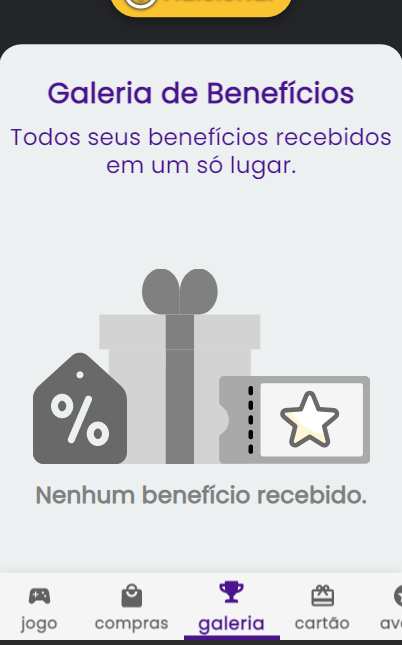 Galeria de Benefícios
Todos seus benefícios recebidos
em um só lugar.
%
Nenhum benefício recebido.
jogo compras galeria cartão